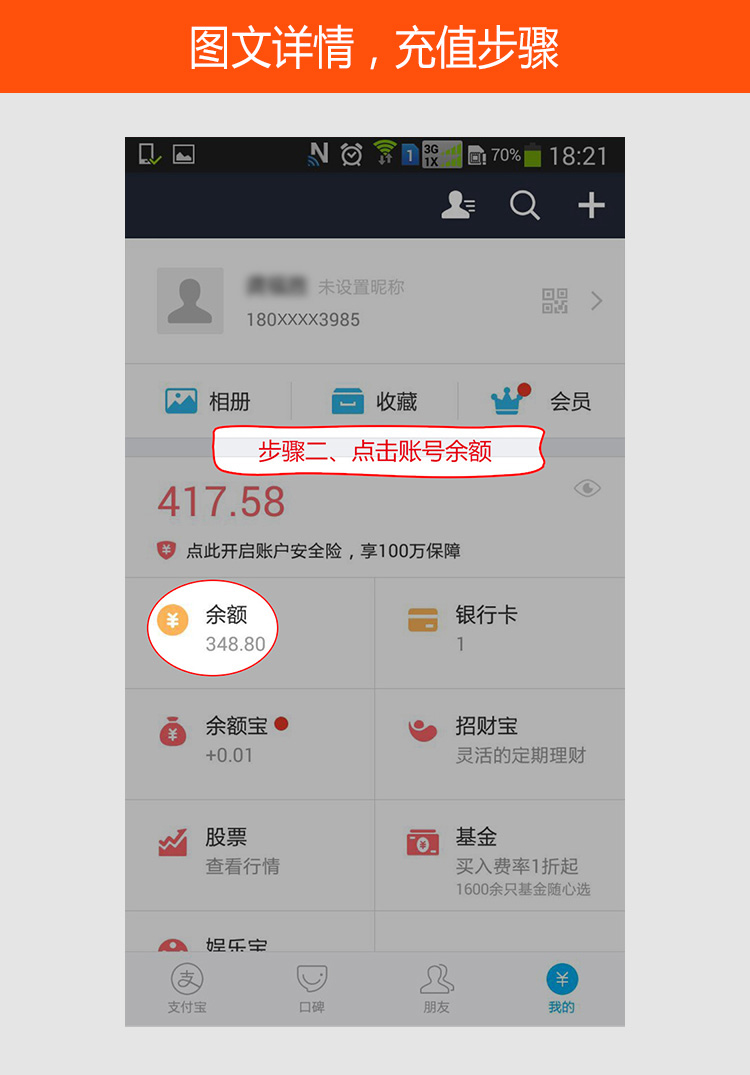 图文详情，充值步骤
N 1 3G 1X 70% 18:21
未设置昵称
180XXXX3985
相册 收藏 会员
步骤二、点击账号余额
417.58
¥ 点此开启账户安全险，享100万保障
¥ 余额 银行卡
348.80 1
¥ 余额宝 招财宝
+0.01 灵活的定期理财
股票 ¥ 基金
查看行情 买入费率1折起
1600余只基金随心选
娱乐宝
支 ¥
支付宝 口碑 朋友 我的